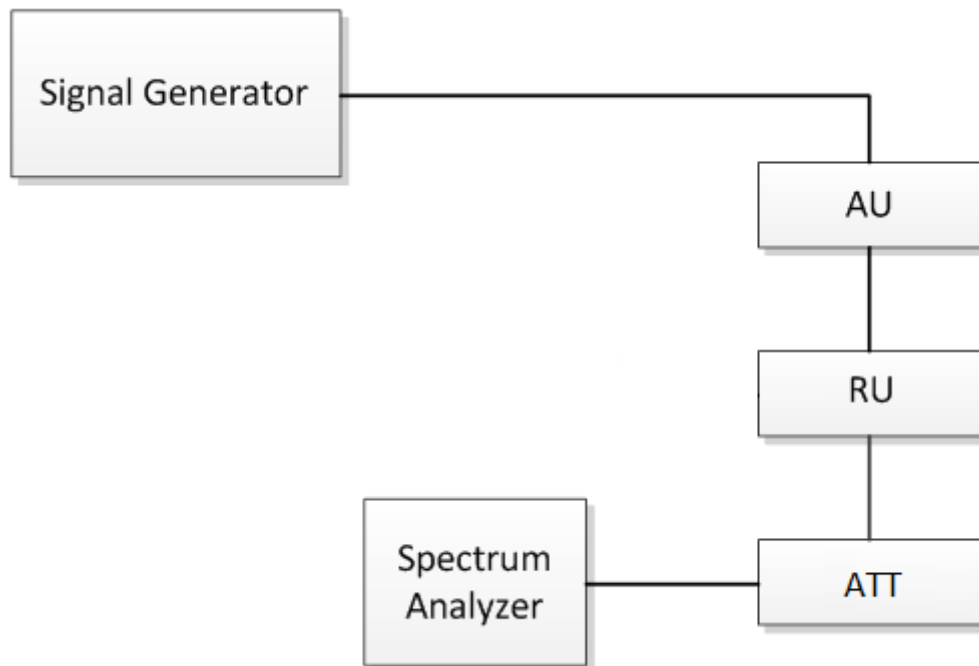 Signal Generator
AU
RU
Spectrum
Analyzer
ATT